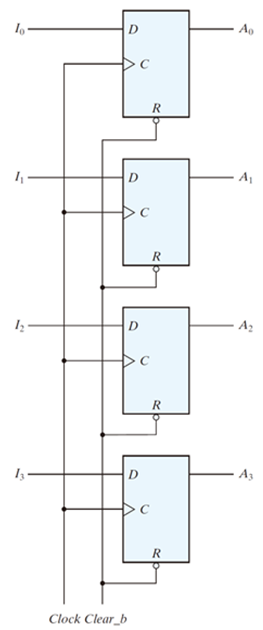 I₀ D A₀
C
R
I₁ D A₁
C
R
I₂ D A₂
C
R
I₃ D A₃
C
R
Clock Clear_b